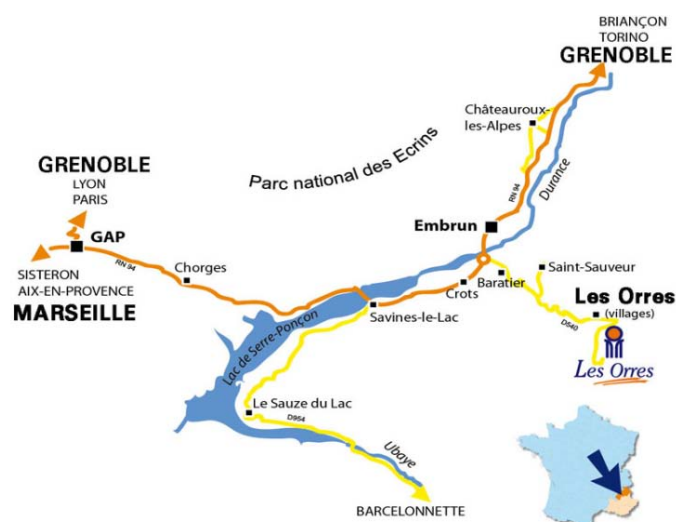 BRIANÇON
TORINO
GRENOBLE
Châteauroux-
les-Alpes
Parc national des Ecrins
Durance
RN 94
GRENOBLE
LYON
PARIS
GAP
Embrun
SISTERON
AIX-EN-PROVENCE
MARSEILLE
RN 94
Chorges
Saint-Sauveur
Baratier
Crots
Les Orres
(villages)
D540
Savines-le-Lac
Lac de Serre-Ponçon
Les Orres
Le Sauze du Lac
D954
Ubaye
BARCELONNETTE